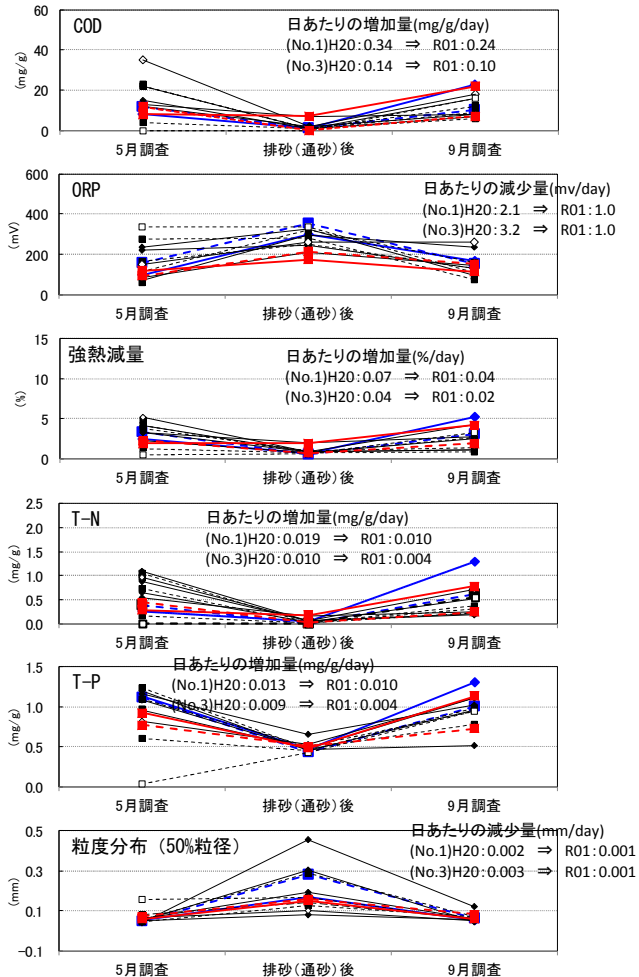 COD
日あたりの増加量(mg/g/day)
(No.1)H20:0.34 ⇒ R01:0.24
(No.3)H20:0.14 ⇒ R01:0.10
60
40
20
0
(mg/g)
5月調査 排砂(通砂)後 9月調査
ORP
日あたりの減少量(mv/day)
(No.1)H20:2.1 ⇒ R01:1.0
(No.3)H20:3.2 ⇒ R01:1.0
600
400
200
0
(mV)
5月調査 排砂(通砂)後 9月調査
強熱減量
日あたりの増加量(%/day)
(No.1)H20:0.07 ⇒ R01:0.04
(No.3)H20:0.04 ⇒ R01:0.02
15
10
5
0
(%)
5月調査 排砂(通砂)後 9月調査
T-N
日あたりの増加量(mg/g/day)
(No.1)H20:0.019 ⇒ R01:0.010
(No.3)H20:0.010 ⇒ R01:0.004
2.5
2.0
1.5
1.0
0.5
0.0
(mg/g)
5月調査 排砂(通砂)後 9月調査
T-P
日あたりの増加量(mg/g/day)
(No.1)H20:0.013 ⇒ R01:0.010
(No.3)H20:0.009 ⇒ R01:0.004
1.5
1.0
0.5
0.0
(mg/g)
5月調査 排砂(通砂)後 9月調査
粒度分布（50%粒径）
日あたりの減少量(mm/day)
(No.1)H20:0.002 ⇒ R01:0.001
(No.3)H20:0.003 ⇒ R01:0.001
0.5
0.3
0.1
-0.1
(mm)
5月調査 排砂(通砂)後 9月調査